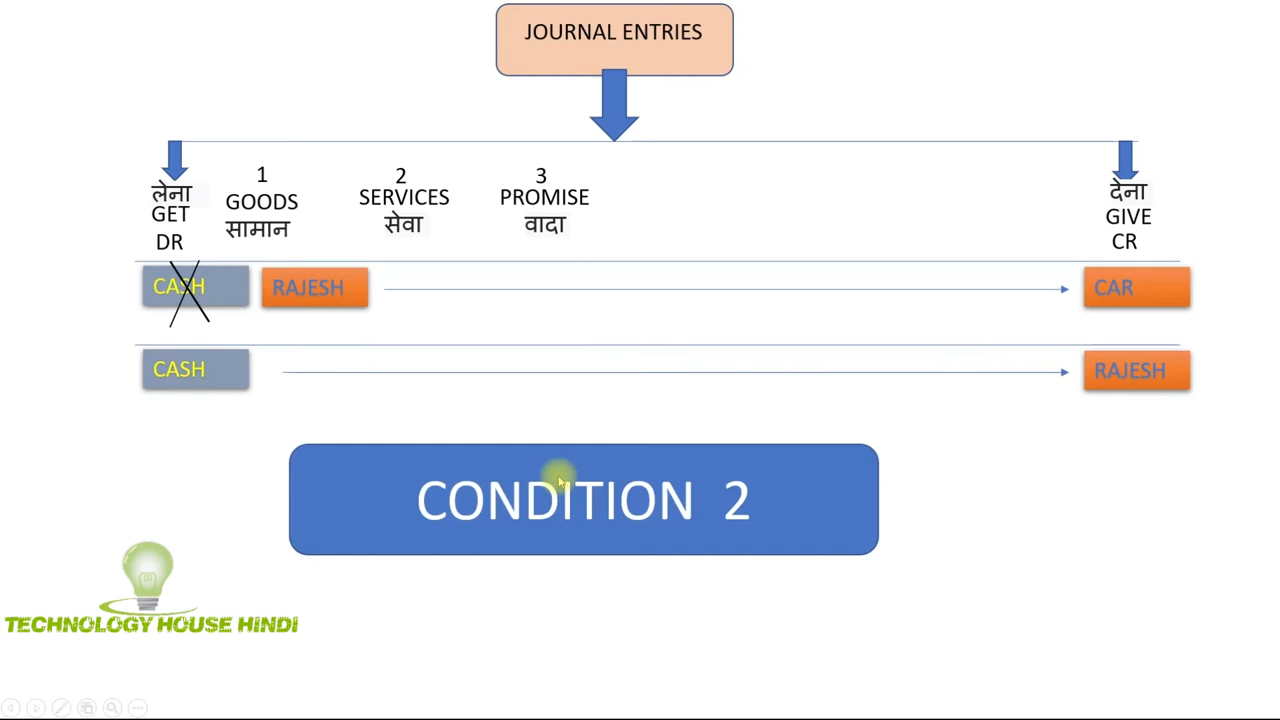 JOURNAL ENTRIES
लेना
GET
DR
1
GOODS
सामान
2
SERVICES
सेवा
3
PROMISE
वादा
देना
GIVE
CR
CASH
RAJESH
CAR
CASH
RAJESH
CONDITION 2
TECHNOLOGY HOUSE HINDI